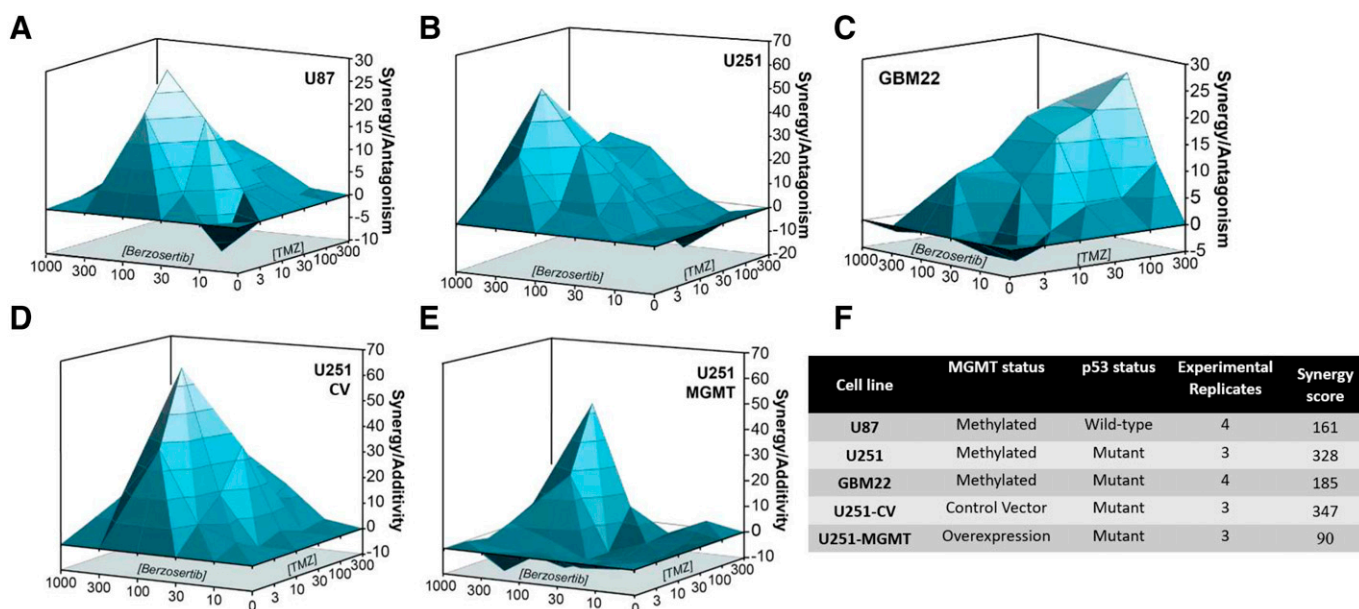 A
U87
30
25
20
15
10
5
0
-5
-10
Synergy/Antagonism
[Berzosertib]
[TMZ]
1000 300 100 30 10 0
3 10 30 100 300
B
U251
70
60
50
40
30
20
10
0
-10
-20
Synergy/Antagonism
[Berzosertib]
[TMZ]
1000 300 100 30 10 0
3 10 30 100 300
C
GBM22
30
25
20
15
10
5
0
-5
Synergy/Antagonism
[Berzosertib]
[TMZ]
1000 300 100 30 10 0
3 10 30 100 300
D
U251
CV
70
60
50
40
30
20
10
0
-10
Synergy/Additivity
[Berzosertib]
[TMZ]
1000 300 100 30 10 0
3 10 30 100 300
E
U251
MGMT
70
60
50
40
30
20
10
0
-10
Synergy/Additivity
[Berzosertib]
[TMZ]
1000 300 100 30 10 0
3 10 30 100 300
F
Cell line MGMT status p53 status Experimental Replicates Synergy score
U87 Methylated Wild-type 4 161
U251 Methylated Mutant 3 328
GBM22 Methylated Mutant 4 185
U251-CV Control Vector Mutant 3 347
U251-MGMT Overexpression Mutant 3 90